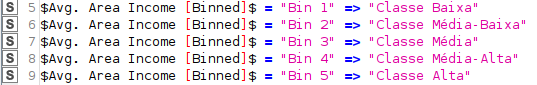 S 5 $Avg. Area Income [Binned]$ = "Bin 1" => "Classe Baixa"
S 6 $Avg. Area Income [Binned]$ = "Bin 2" => "Classe Média-Baixa"
S 7 $Avg. Area Income [Binned]$ = "Bin 3" => "Classe Média"
S 8 $Avg. Area Income [Binned]$ = "Bin 4" => "Classe Média-Alta"
S 9 $Avg. Area Income [Binned]$ = "Bin 5" => "Classe Alta"